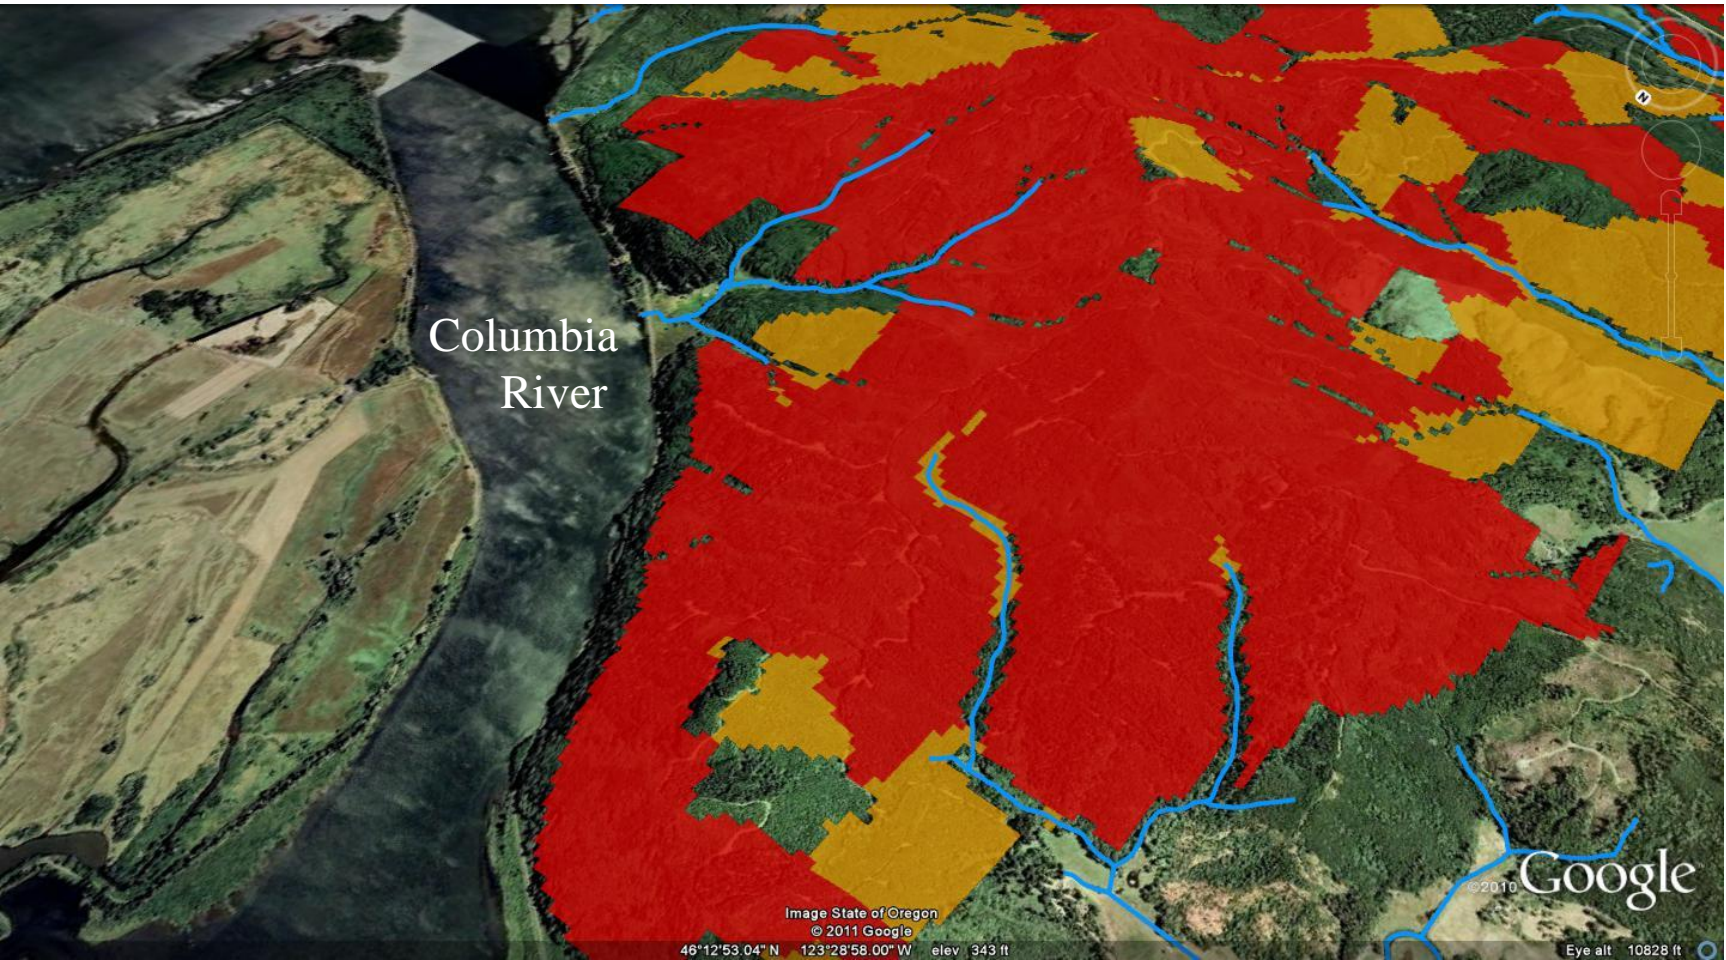 N
Columbia
River
©2010 Google
Image State of Oregon
© 2011 Google
46°12'53.04" N 123°28'58.00" W elev 343 ft
Eye alt 10828 ft